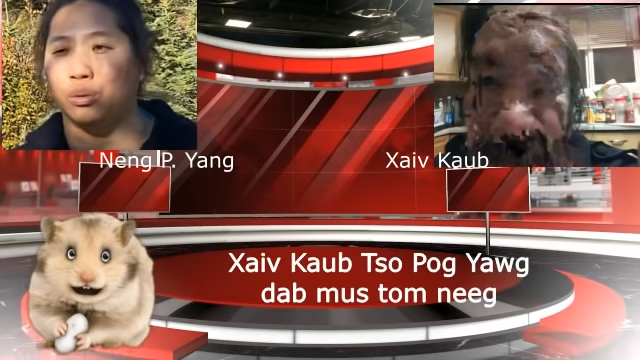 Neng P. Yang
Xaiv Kaub
Xaiv Kaub Tso Pog Yawg
dab mus tom neeg